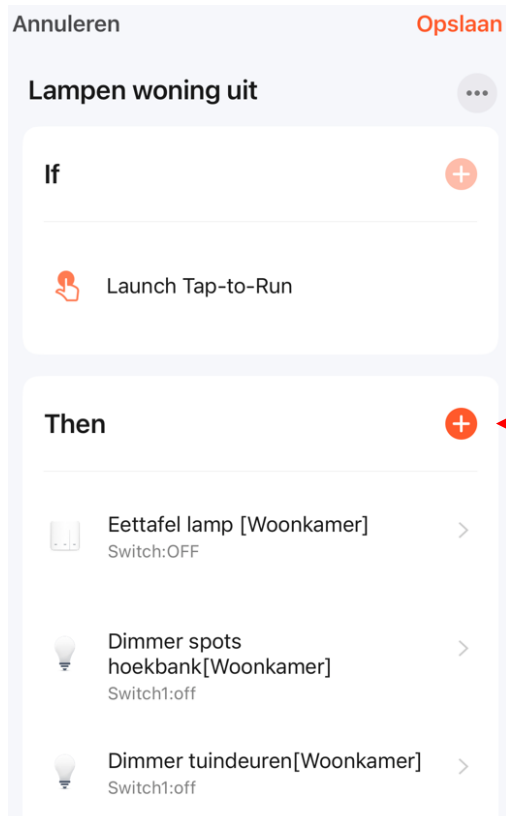 Annuleren Opslaan
Lampen woning uit
If
Launch Tap-to-Run
Then
Eettafel lamp [Woonkamer]
Switch:OFF
Dimmer spots
hoekbank[Woonkamer]
Switch1:off
Dimmer tuindeuren[Woonkamer]
Switch1:off